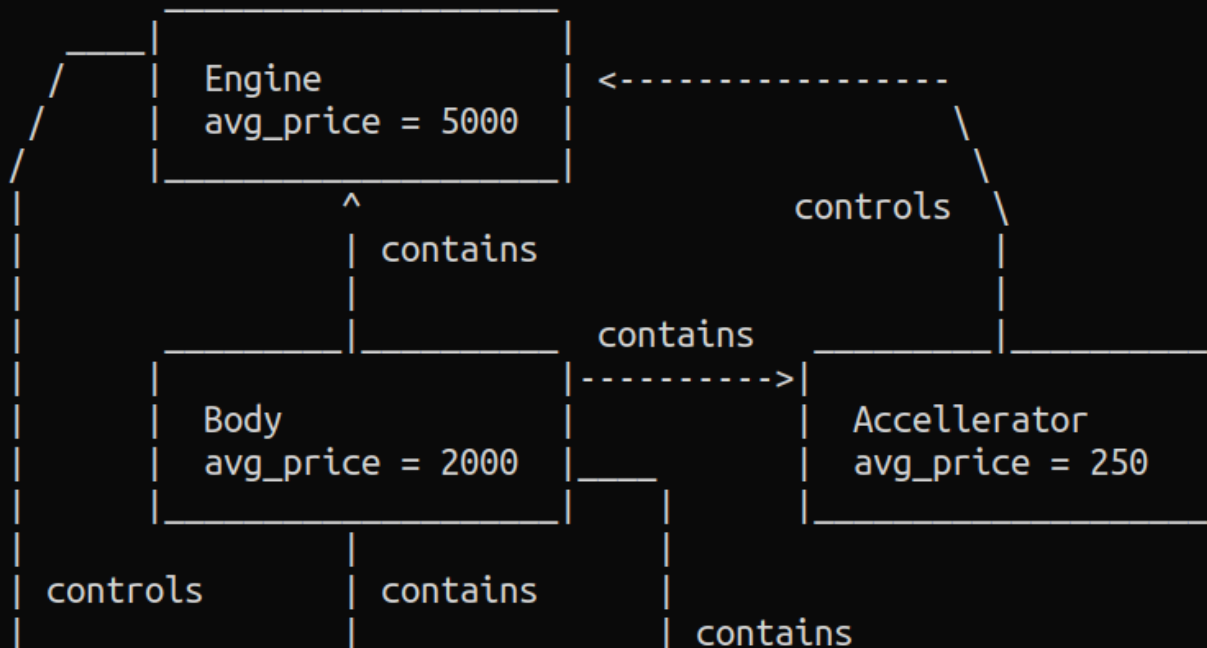 Engine
avg_price = 5000
controls
contains
contains
Body
avg_price = 2000
Accellerator
avg_price = 250
controls
contains
contains